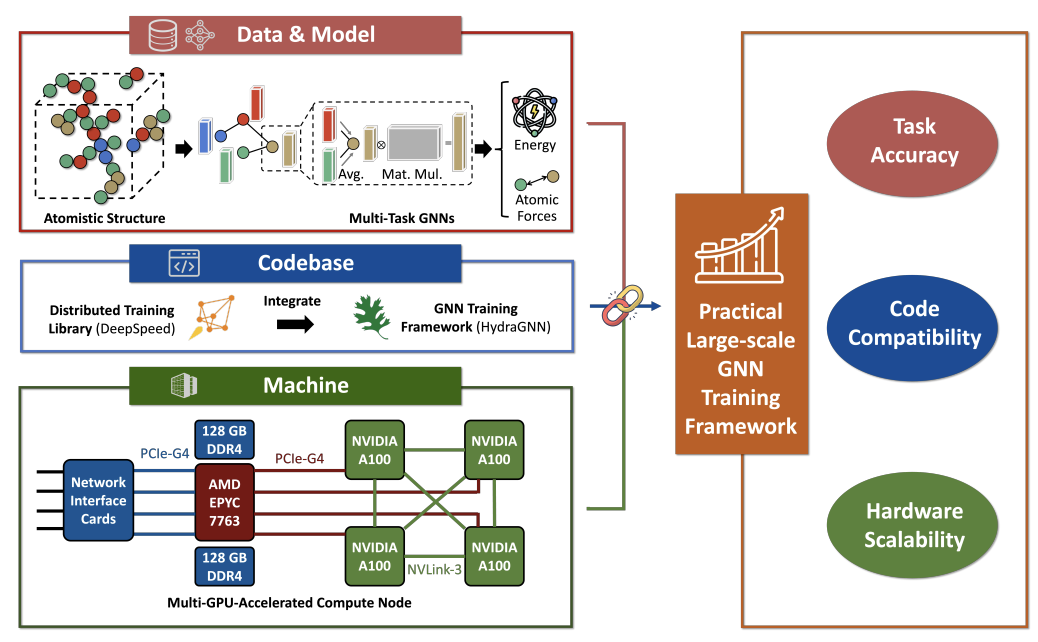 Data & Model
Atomistic Structure
Avg.
Mat. Mul.
Multi-Task GNNs
Energy
Atomic
Forces
Codebase
Distributed Training
Library (DeepSpeed)
Integrate
GNN Training
Framework (HydraGNN)
Machine
128 GB
DDR4
PCIe-G4
PCIe-G4
Network
Interface
Cards
AMD
EPYC
7763
NVIDIA
A100
NVIDIA
A100
NVIDIA
A100
NVIDIA
A100
NVLink-3
128 GB
DDR4
Multi-GPU-Accelerated Compute Node
Practical
Large-scale
GNN
Training
Framework
Task
Accuracy
Code
Compatibility
Hardware
Scalability